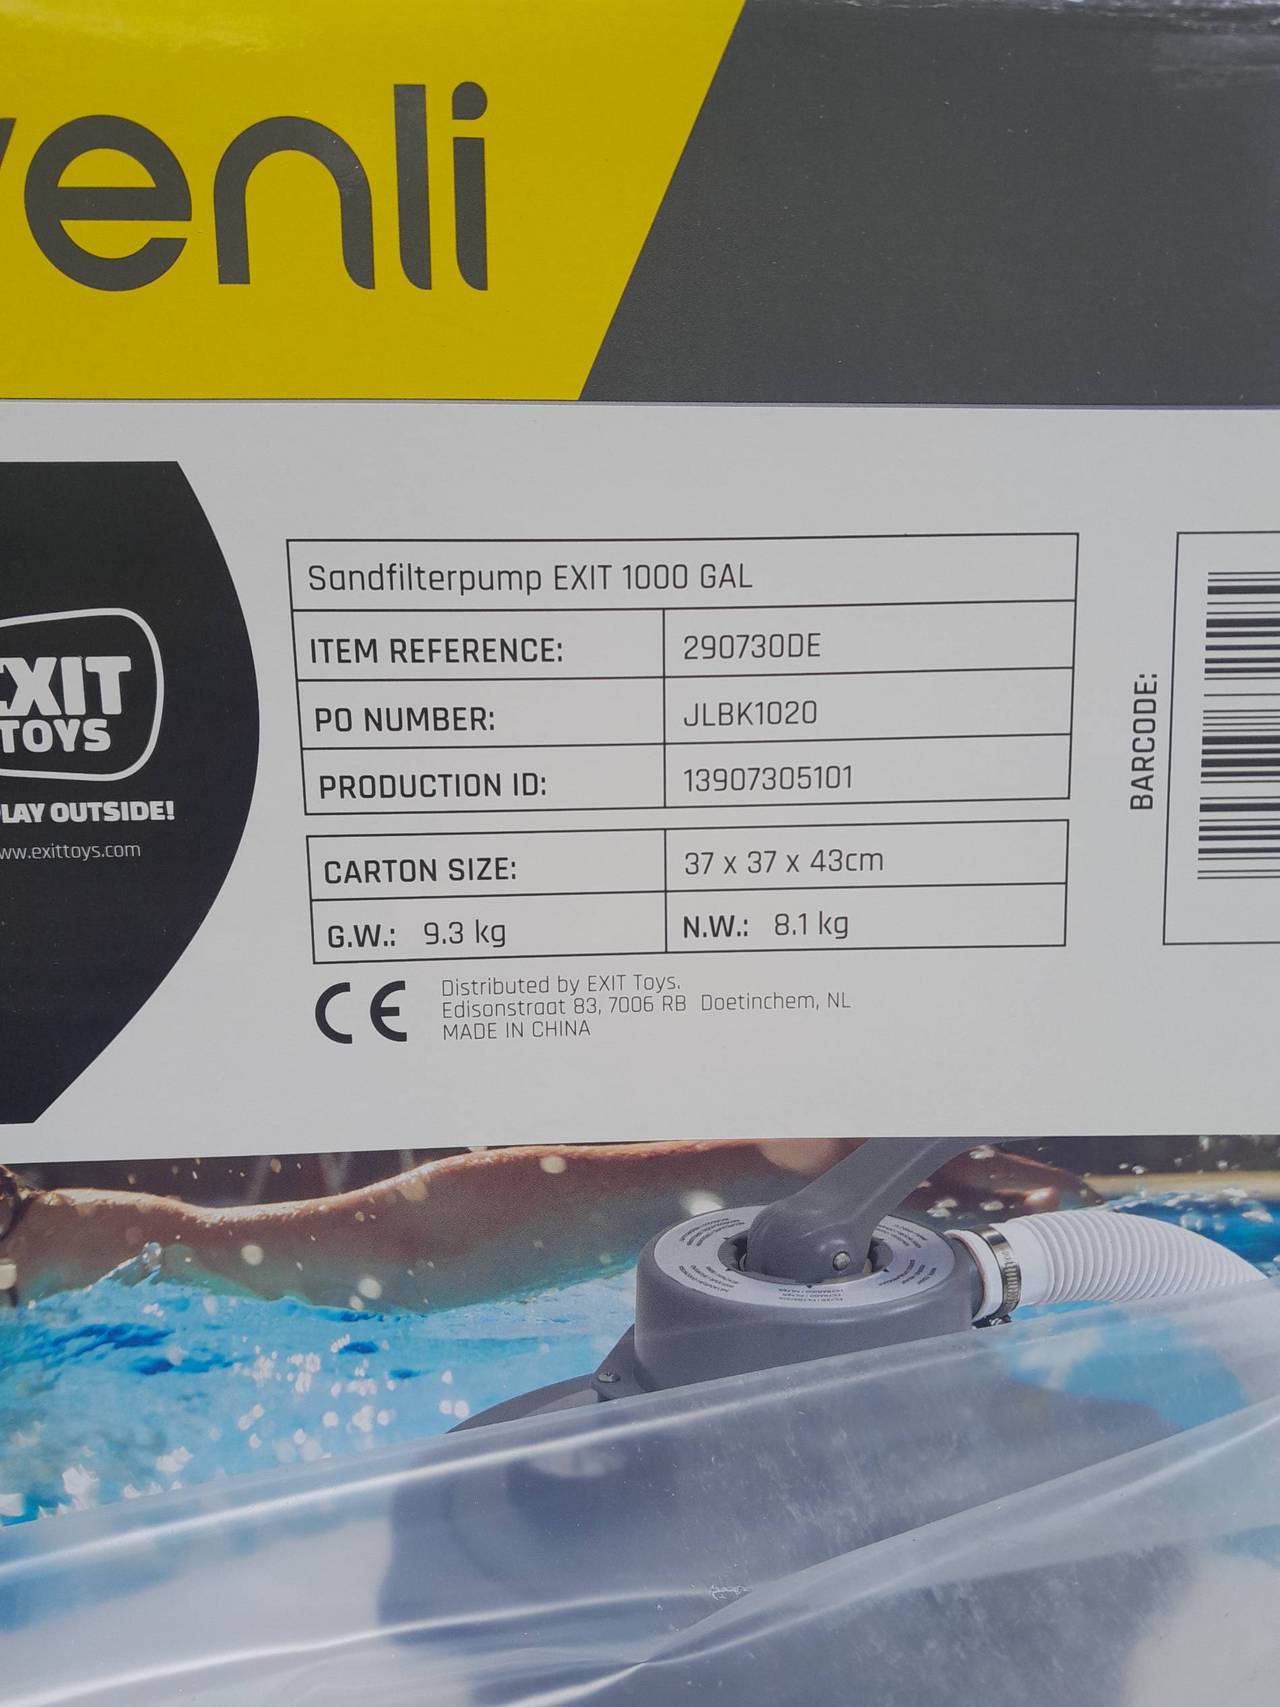 venli
Sandfilterpump EXIT 1000 GAL
ITEM REFERENCE: 290730DE
PO NUMBER: JLBK1020
PRODUCTION ID: 13907305101
CARTON SIZE: 37 x 37 x 43cm
G.W.: 9.3 kg N.W.: 8.1 kg
CE
Distributed by EXIT Toys.
Edisonstraat 83, 7006 RB Doetinchem, NL
MADE IN CHINA
EXIT
TOYS
LAY OUTSIDE!
ww.exittoys.com
BARCODE: